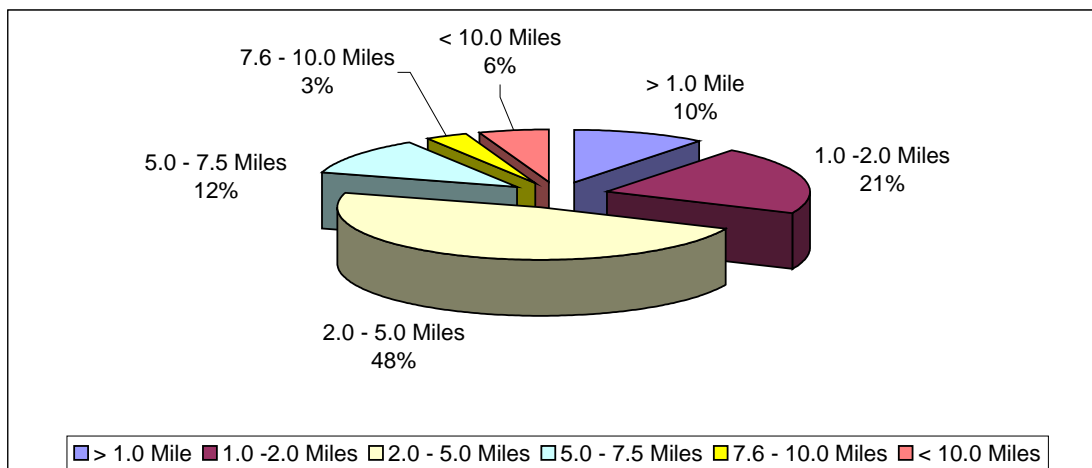 < 10.0 Miles
6%
7.6 - 10.0 Miles
3%
> 1.0 Mile
10%
1.0 -2.0 Miles
21%
5.0 - 7.5 Miles
12%
2.0 - 5.0 Miles
48%
> 1.0 Mile 1.0 -2.0 Miles 2.0 - 5.0 Miles 5.0 - 7.5 Miles 7.6 - 10.0 Miles < 10.0 Miles